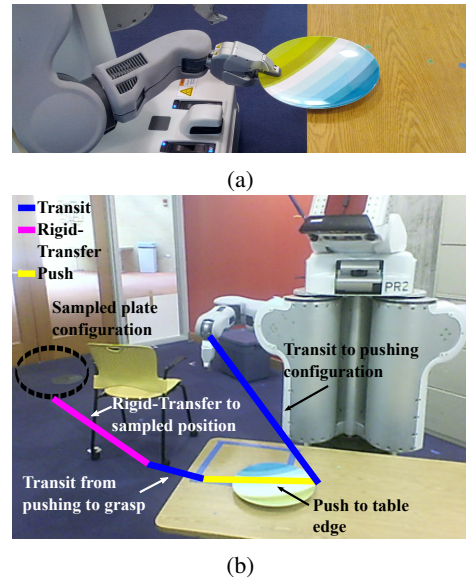 (a)
Transit
Rigid-
Transfer
Push
PR2
Sampled plate
configuration
Transit to pushing
configuration
Rigid-Transfer to
sampled position
Transit from
pushing to grasp
Push to table
edge
(b)